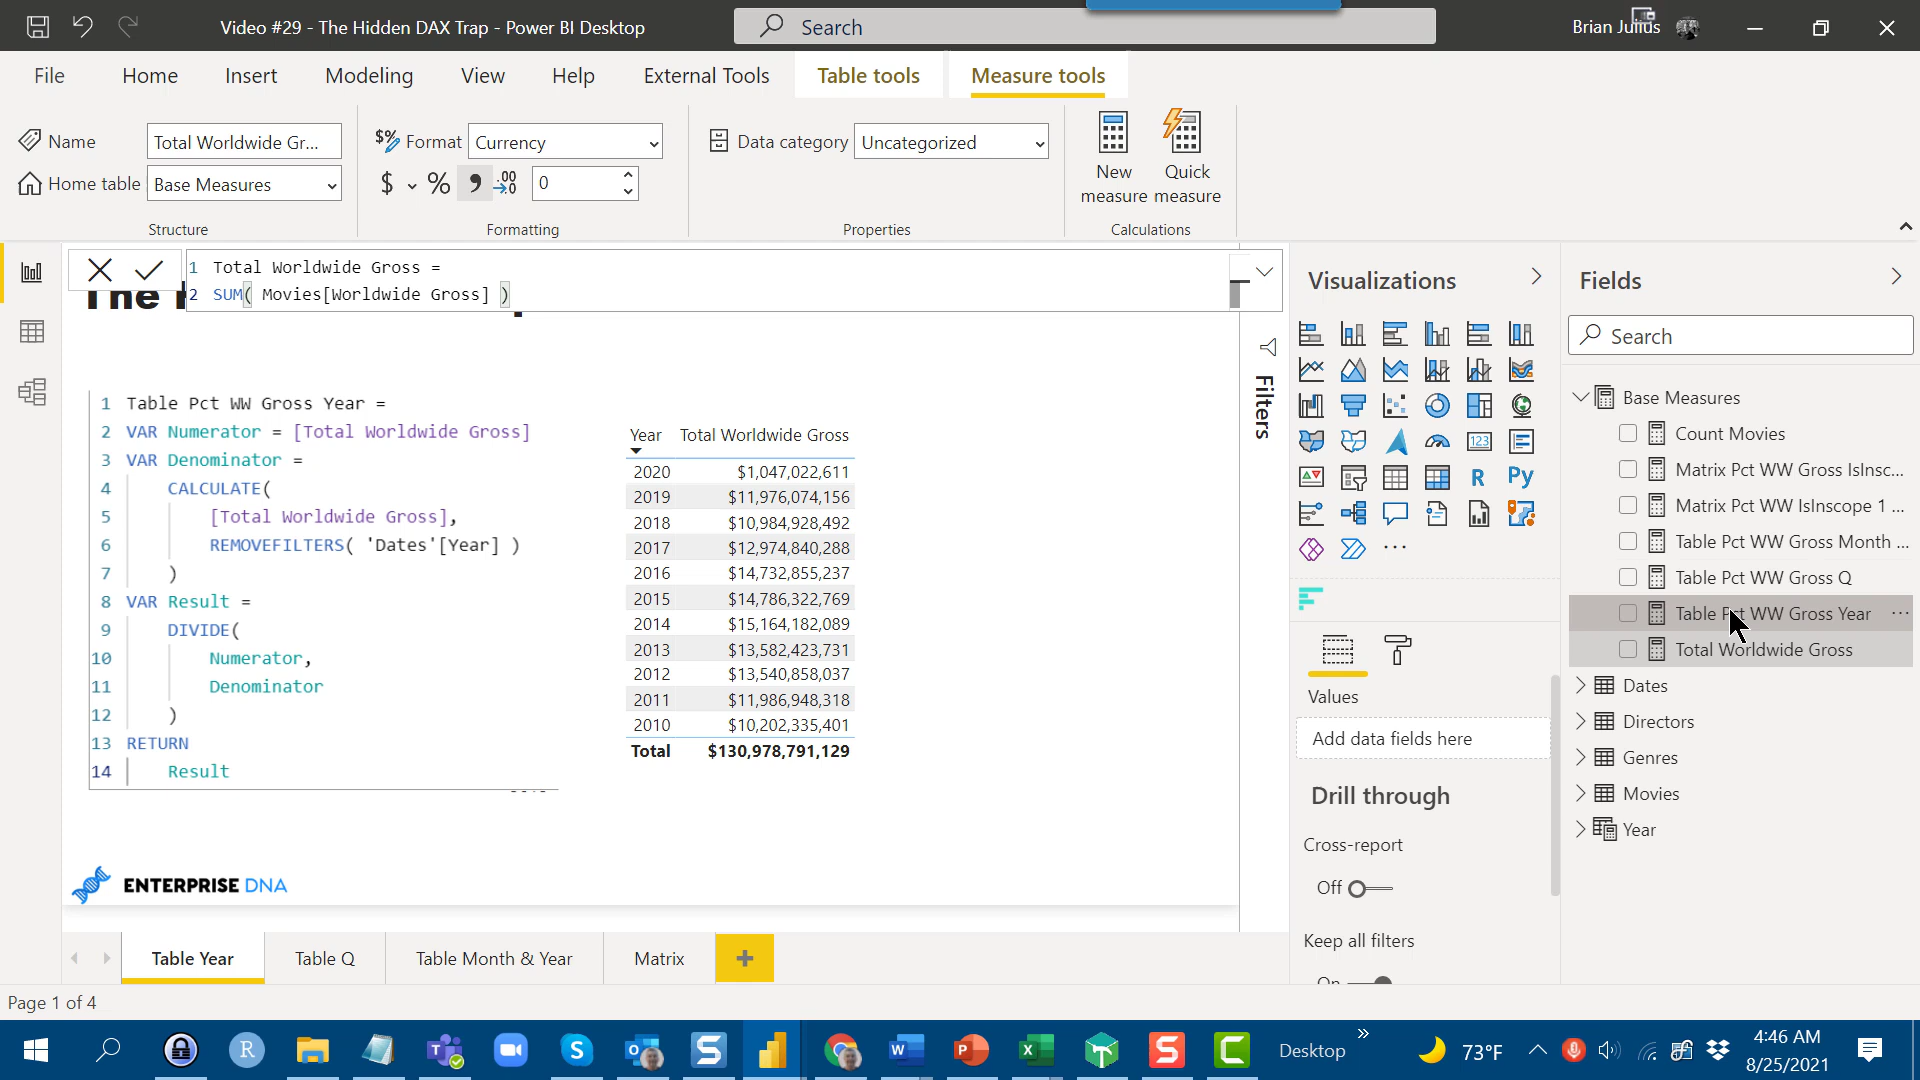 Video #29 - The Hidden DAX Trap - Power BI Desktop
Search
Brian Julius
File Home Insert Modeling View Help External Tools Table tools Measure tools
Name Total Worldwide Gr...
Home table Base Measures
Structure
Format Currency
$ % 9 .00 0
Formatting
Data category Uncategorized
Properties
New measure
Quick measure
Calculations
1 Total Worldwide Gross =
2 SUM( Movies[Worldwide Gross] )
1 Table Pct WW Gross Year =
2 VAR Numerator = [Total Worldwide Gross]
3 VAR Denominator =
4 CALCULATE(
5 [Total Worldwide Gross],
6 REMOVEFILTERS( 'Dates'[Year] )
7 )
8 VAR Result =
9 DIVIDE(
10 Numerator,
11 Denominator
12 )
13 RETURN
14 Result
Year Total Worldwide Gross
2020 $1,047,022,611
2019 $11,976,074,156
2018 $10,984,928,492
2017 $12,974,840,288
2016 $14,732,855,237
2015 $14,786,322,769
2014 $15,164,182,089
2013 $13,582,423,731
2012 $13,540,858,037
2011 $11,986,948,318
2010 $10,202,335,401
Total $130,978,791,129
ENTERPRISE DNA
Filters
Visualizations
123
R Py
Values
Add data fields here
Drill through
Cross-report
Off
Keep all filters
On
Fields
Search
Base Measures
Count Movies
Matrix Pct WW Gross IsInsc...
Matrix Pct WW IsInscope 1 ...
Table Pct WW Gross Month ...
Table Pct WW Gross Q
Table Pct WW Gross Year
Total Worldwide Gross
Dates
Directors
Genres
Movies
Year
Table Year Table Q Table Month & Year Matrix
Page 1 of 4
Desktop
73°F
4:46 AM
8/25/2021